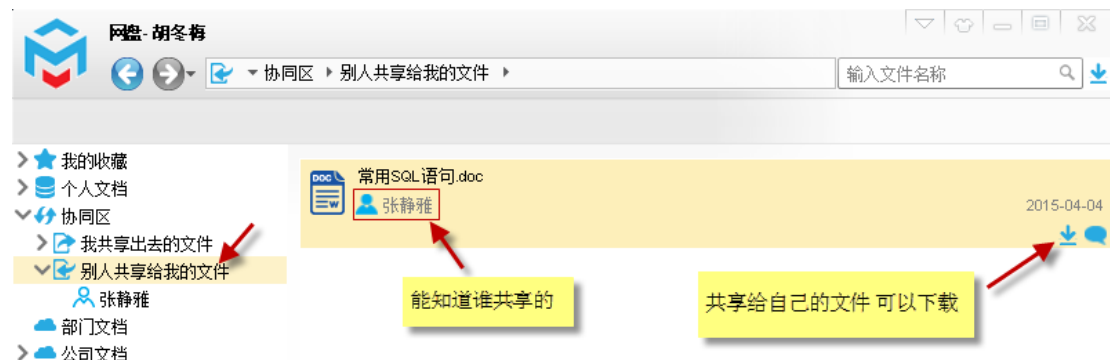 网盘- 胡冬梅
协同区 别人共享给我的文件
输入文件名称
我的收藏
个人文档
协同区
我共享出去的文件
别人共享给我的文件
张静雅
部门文档
公司文档
DOC W
常用SQL语句.doc
张静雅
2015-04-04
能知道谁共享的
共享给自己的文件 可以下载